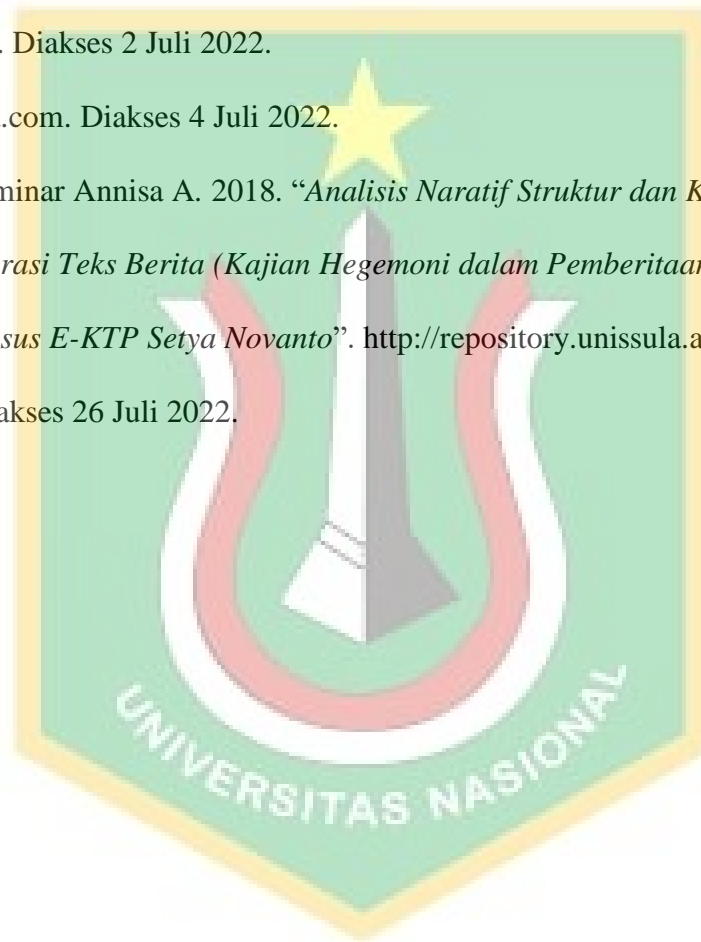 . Diakses 2 Juli 2022.
.com. Diakses 4 Juli 2022.
minar Annisa A. 2018. “Analisis Naratif Struktur dan K
rasi Teks Berita (Kajian Hegemoni dalam Pemberitaan
sus E-KTP Setya Novanto”. http://repository.unissula.a
akses 26 Juli 2022.
UNIVERSITAS NASIONAL